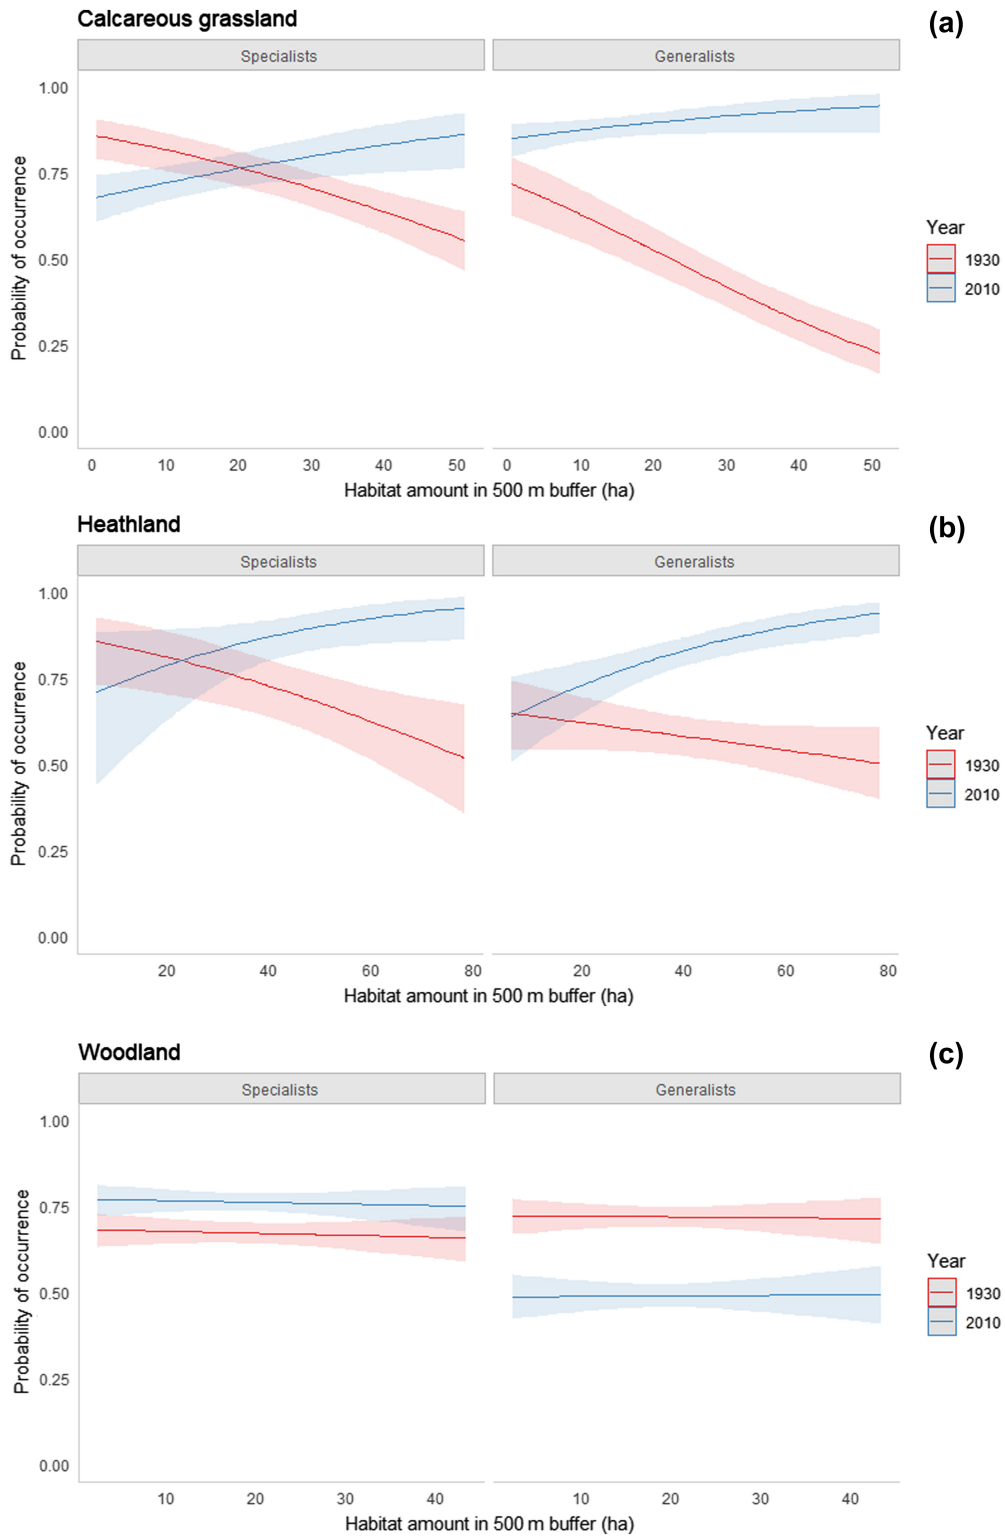 Calcareous grassland
(a)
Specialists
Generalists
Probability of occurrence
1.00
0.75
0.50
0.25
0.00
0 10 20 30 40 50
0 10 20 30 40 50
Habitat amount in 500 m buffer (ha)
Year
1930
2010
Heathland
(b)
Specialists
Generalists
Probability of occurrence
1.00
0.75
0.50
0.25
0.00
20 40 60 80
20 40 60 80
Habitat amount in 500 m buffer (ha)
Year
1930
2010
Woodland
(c)
Specialists
Generalists
Probability of occurrence
1.00
0.75
0.50
0.25
0.00
10 20 30 40
10 20 30 40
Habitat amount in 500 m buffer (ha)
Year
1930
2010